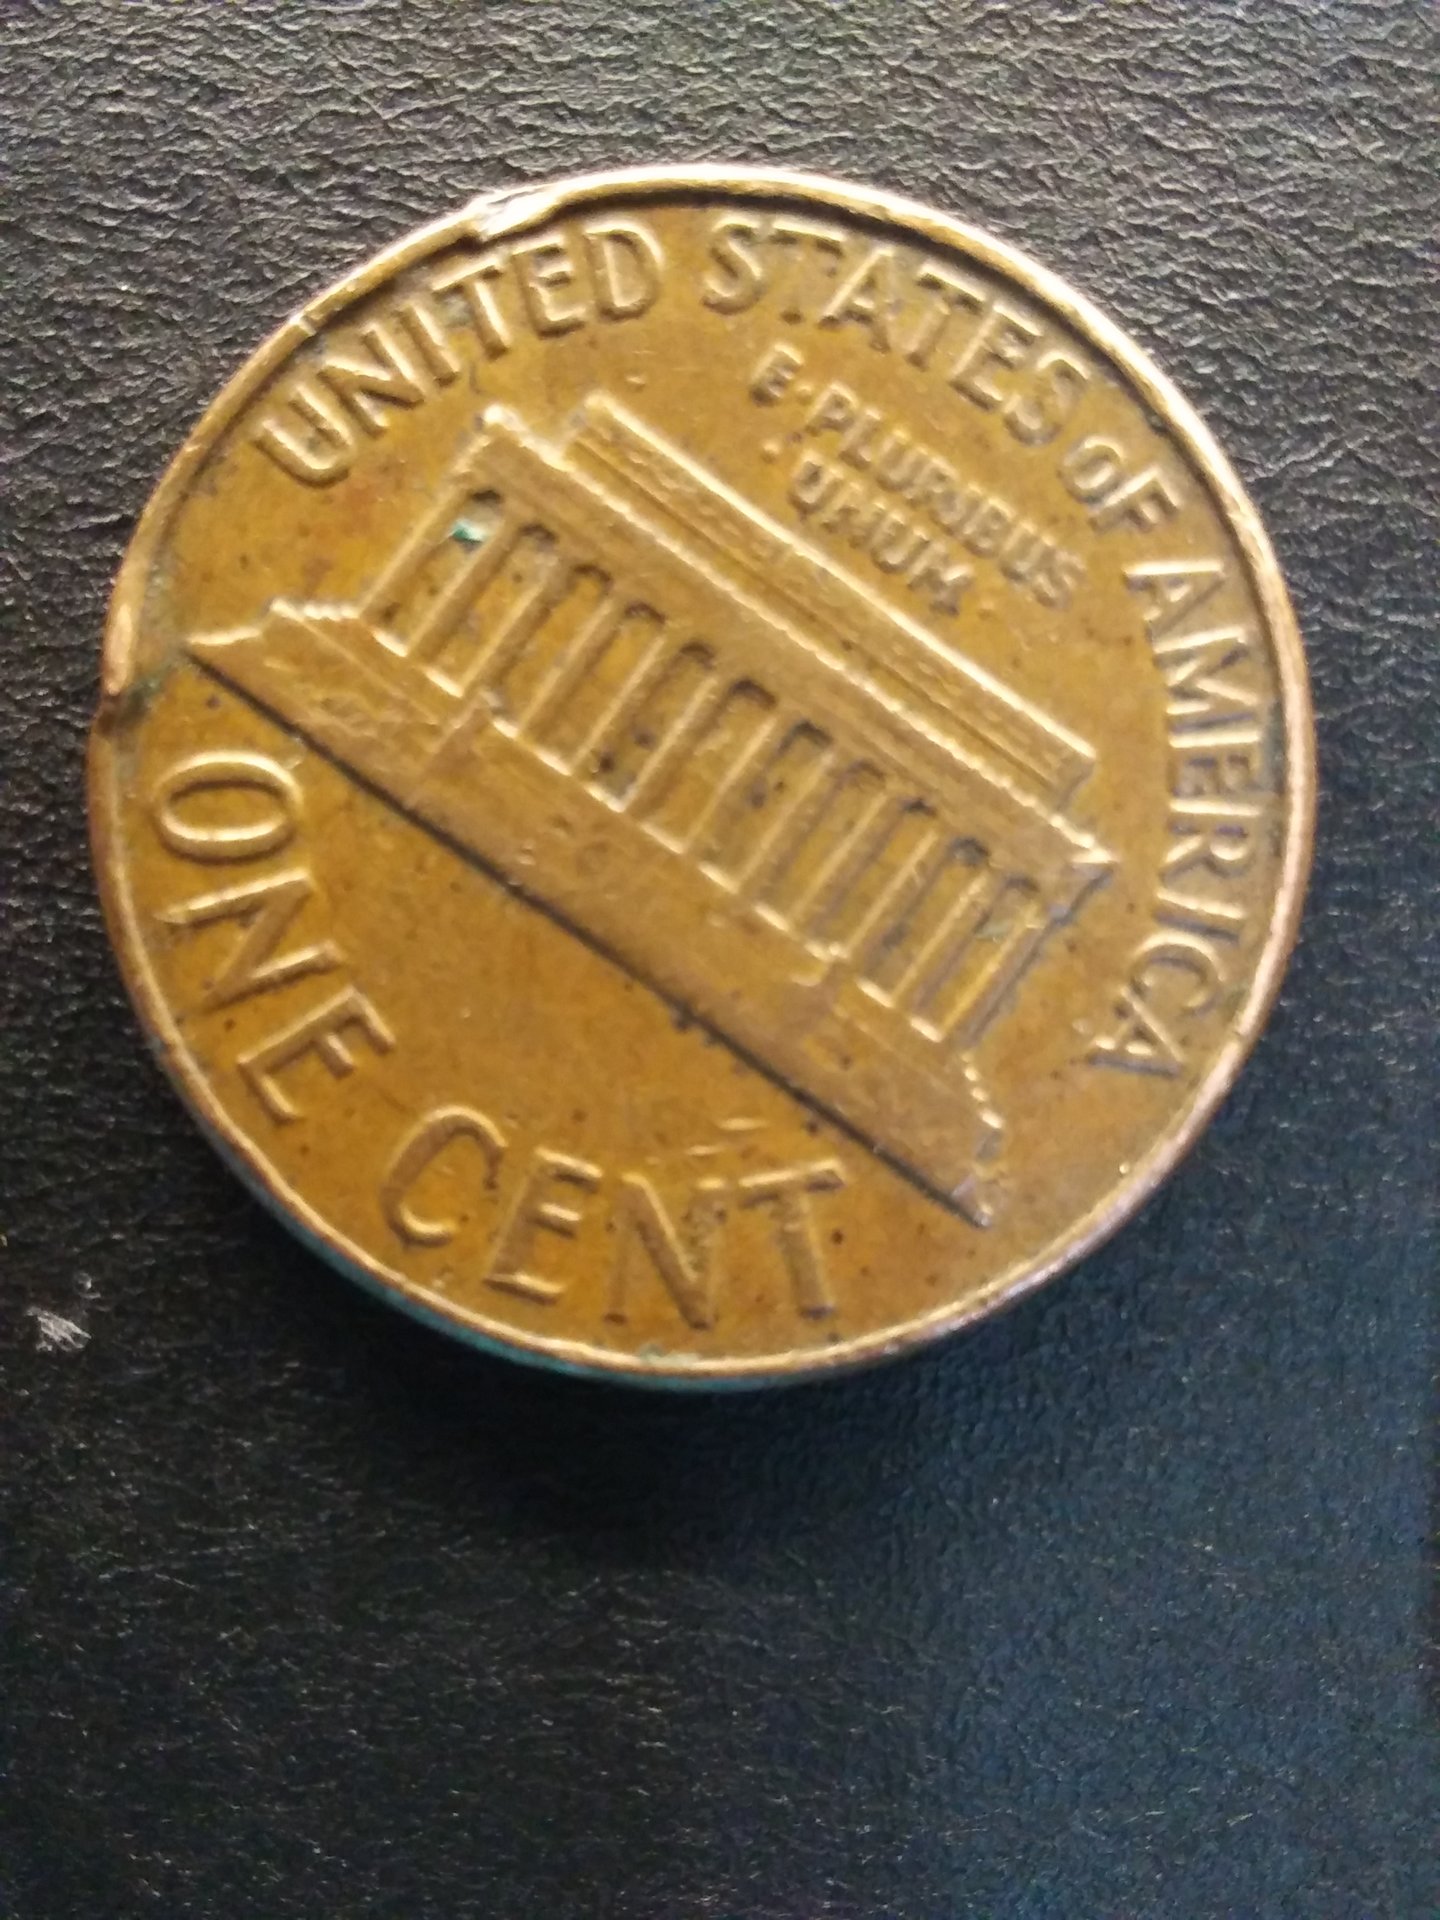 UNITED STATES OF AMERICA
E·PLURIBUS
UNUM
ONE CENT